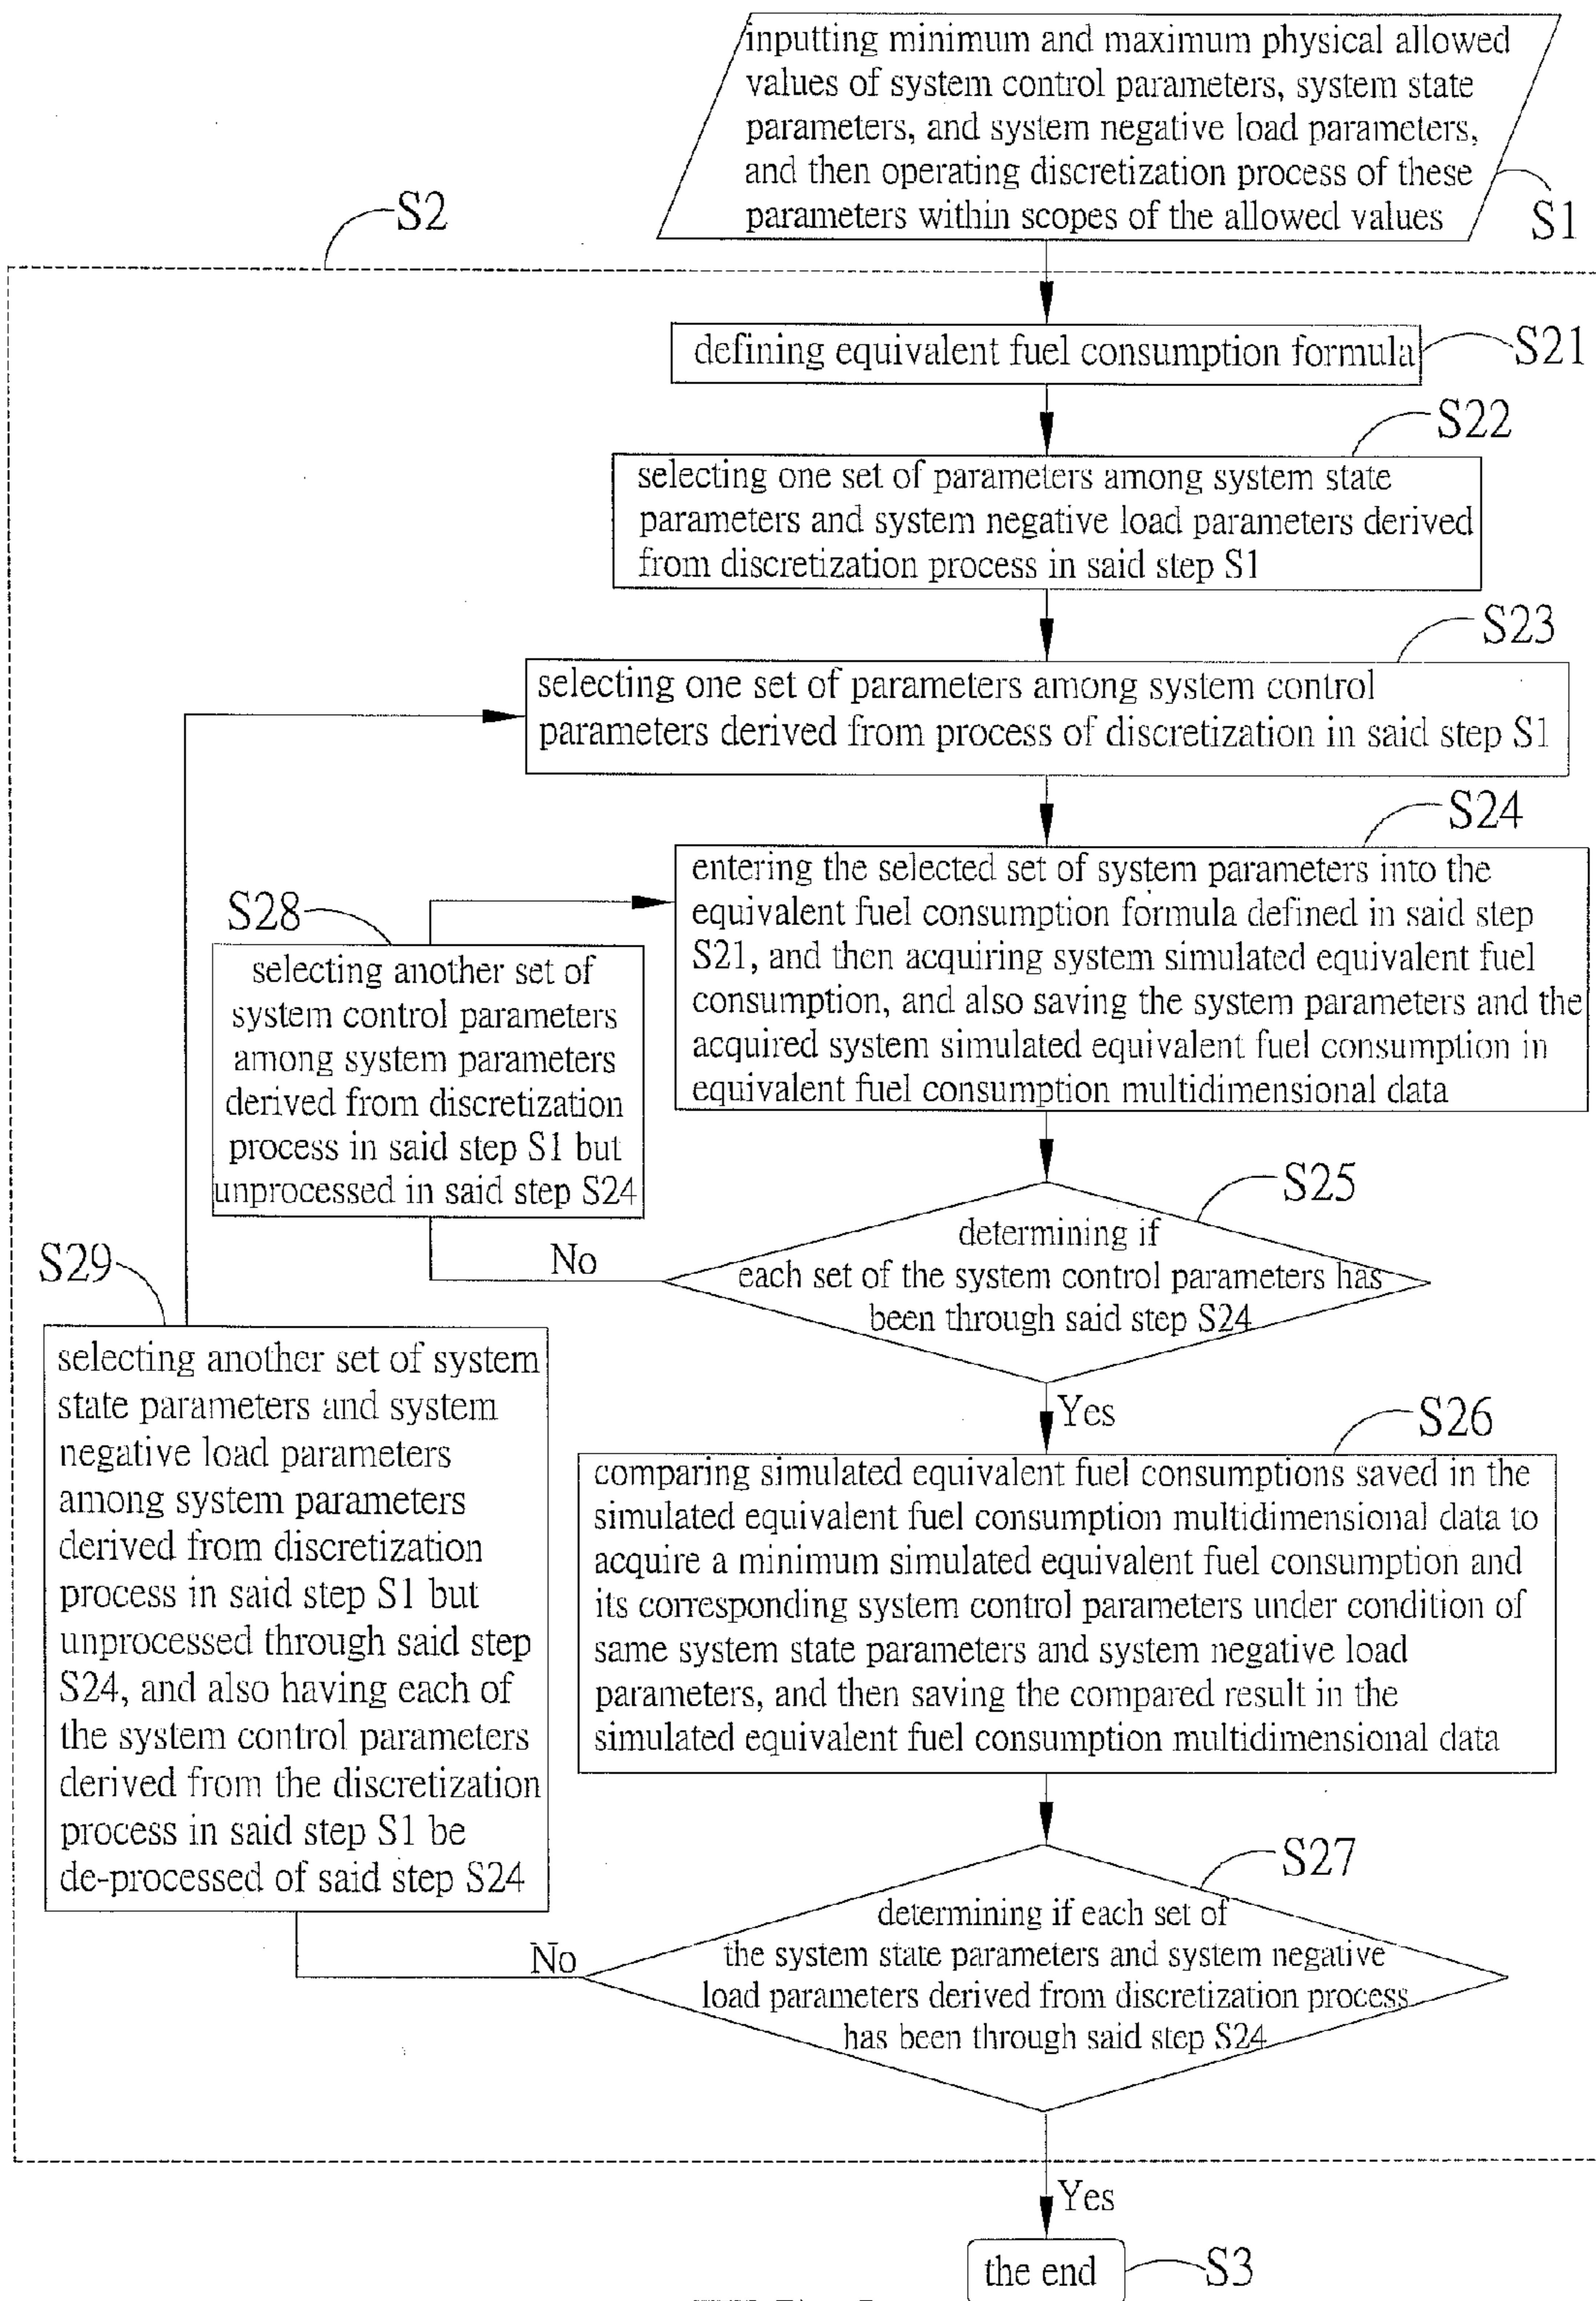 inputting minimum and maximum physical allowed
values of system control parameters, system state
parameters, and system negative load parameters,
and then operating discretization process of these
parameters within scopes of the allowed values
S1
S2
defining equivalent fuel consumption formula
S21
S22
selecting one set of parameters among system state
parameters and system negative load parameters derived
from discretization process in said step S1
S23
selecting one set of parameters among system control
parameters derived from process of discretization in said step S1
S24
entering the selected set of system parameters into the
equivalent fuel consumption formula defined in said step
S21, and then acquiring system simulated equivalent fuel
consumption, and also saving the system parameters and the
acquired system simulated equivalent fuel consumption in
equivalent fuel consumption multidimensional data
S28
selecting another set of
system control parameters
among system parameters
derived from discretization
process in said step S1 but
unprocessed in said step S24
S25
determining if
each set of the system control parameters has
been through said step S24
No
Yes
S29
selecting another set of system
state parameters and system
negative load parameters
among system parameters
derived from discretization
process in said step S1 but
unprocessed through said step
S24, and also having each of
the system control parameters
derived from the discretization
process in said step S1 be
de-processed of said step S24
S26
comparing simulated equivalent fuel consumptions saved in the
simulated equivalent fuel consumption multidimensional data to
acquire a minimum simulated equivalent fuel consumption and
its corresponding system control parameters under condition of
same system state parameters and system negative load
parameters, and then saving the compared result in the
simulated equivalent fuel consumption multidimensional data
S27
determining if each set of
the system state parameters and system negative
load parameters derived from discretization process
has been through said step S24
No
Yes
the end
S3